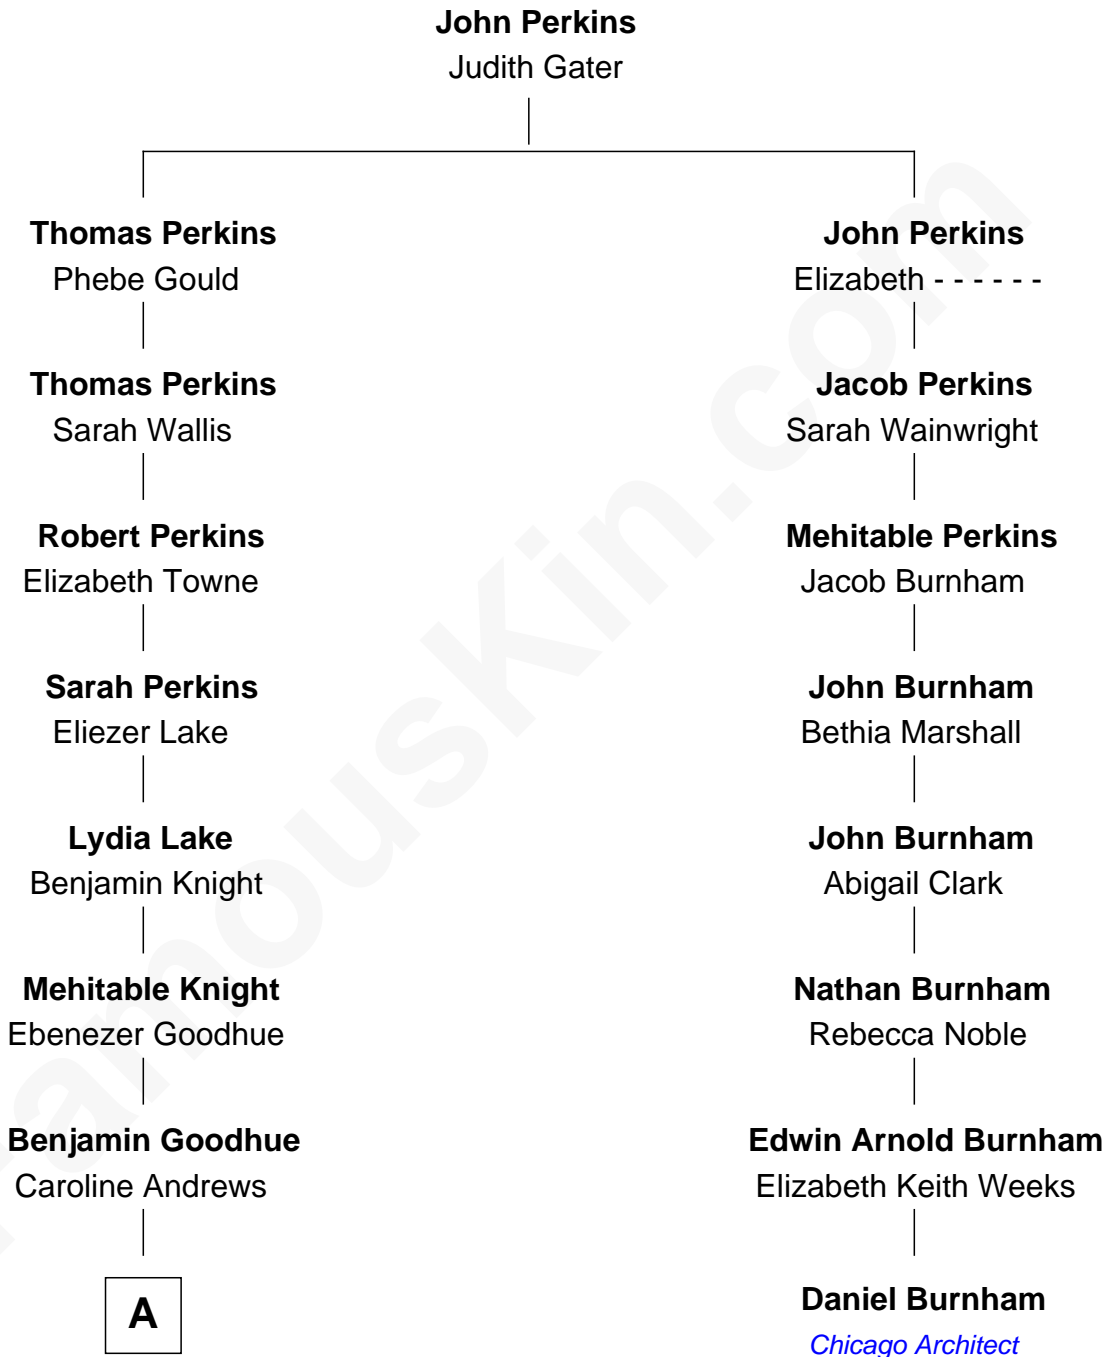 John Perkins
Judith Gater
Thomas Perkins
Phebe Gould
John Perkins
Elizabeth - - - - - -
Thomas Perkins
Sarah Wallis
Jacob Perkins
Sarah Wainwright
Robert Perkins
Elizabeth Towne
Mehitable Perkins
Jacob Burnham
Sarah Perkins
Eliezer Lake
John Burnham
Bethia Marshall
Lydia Lake
Benjamin Knight
John Burnham
Abigail Clark
Mehitable Knight
Ebenezer Goodhue
Nathan Burnham
Rebecca Noble
Benjamin Goodhue
Caroline Andrews
Edwin Arnold Burnham
Elizabeth Keith Weeks
A
Daniel Burnham
Chicago Architect
FamousKin.com